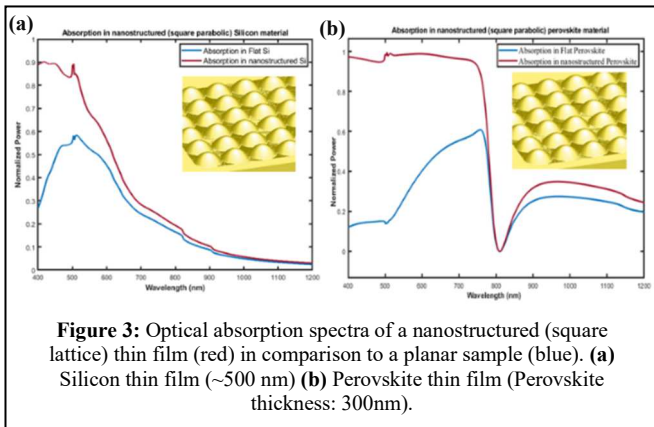 (a)
Absorption in nanostructured (square parabolic) Silicon material
Absorption in Flat Si
Absorption in nanostructured Si
Normalized Power
1
0.9
0.8
0.7
0.6
0.5
0.4
0.3
0.2
0.1
0
400 500 600 700 800 900 1000 1100 1200
Wavelength (nm)
(b)
Absorption in nanostructured (square parabolic) perovskite material
Absorption in Flat Perovskite
Absorption in nanostructured Perovskite
Normalized Power
1
0.8
0.6
0.4
0.2
0
400 500 600 700 800 900 1000 1100 1200
Wavelength (nm)
Figure 3: Optical absorption spectra of a nanostructured (square
lattice) thin film (red) in comparison to a planar sample (blue). (a)
Silicon thin film (~500 nm) (b) Perovskite thin film (Perovskite
thickness: 300nm).